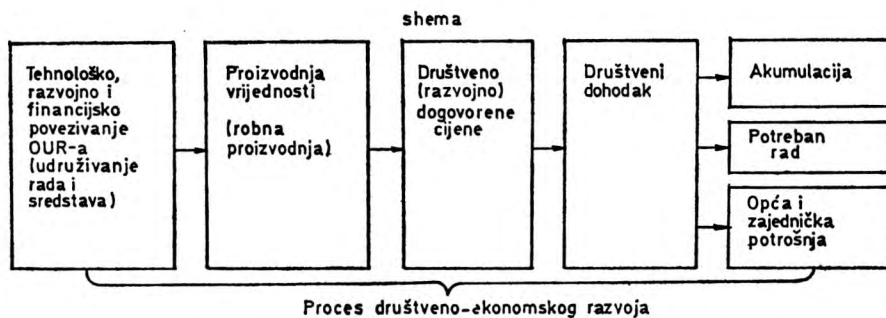 shema
Tehnološko,
razvojno i
financijsko
povezivanje
OUR-a
(udruživanje
rada i
sredstava)
Proizvodnja
vrijednosti
(robna
proizvodnja)
Društveno
(razvojno)
dogovorene
cijene
Društveni
dohodak
Akumulacija
Potreban
rad
Opća i
zajednička
potrošnja
Proces društveno-ekonomskog razvoja